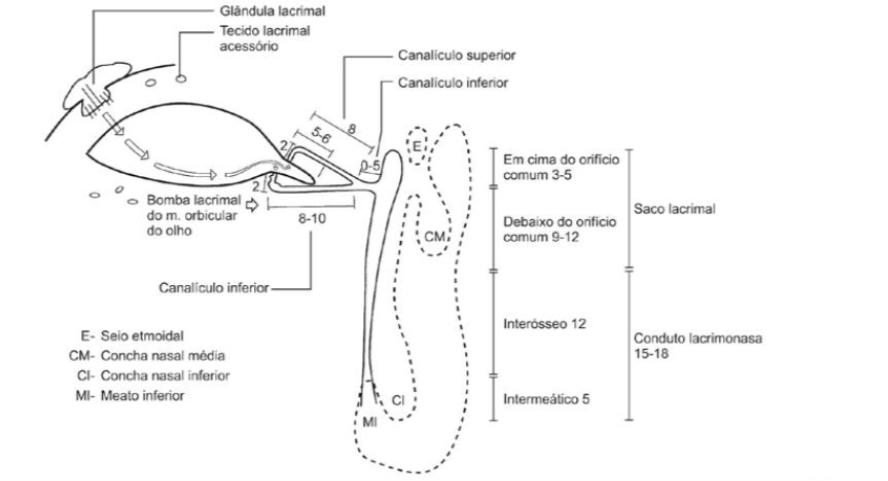 Glândula lacrimal
Tecido lacrimal
acessório
Canalículo superior
Canalículo inferior
8
5-6
2
0-5
E
2
Bomba lacrimal
do m. orbicular
do olho
8-10
CM
Canalículo inferior
Em cima do orifício
comum 3-5
Debaixo do orifício
comum 9-12
Saco lacrimal
Interósseo 12
Conduto lacrimonasa
15-18
Intermeático 5
CI
MI
E- Seio etmoidal
CM- Concha nasal média
CI- Concha nasal inferior
MI- Meato inferior